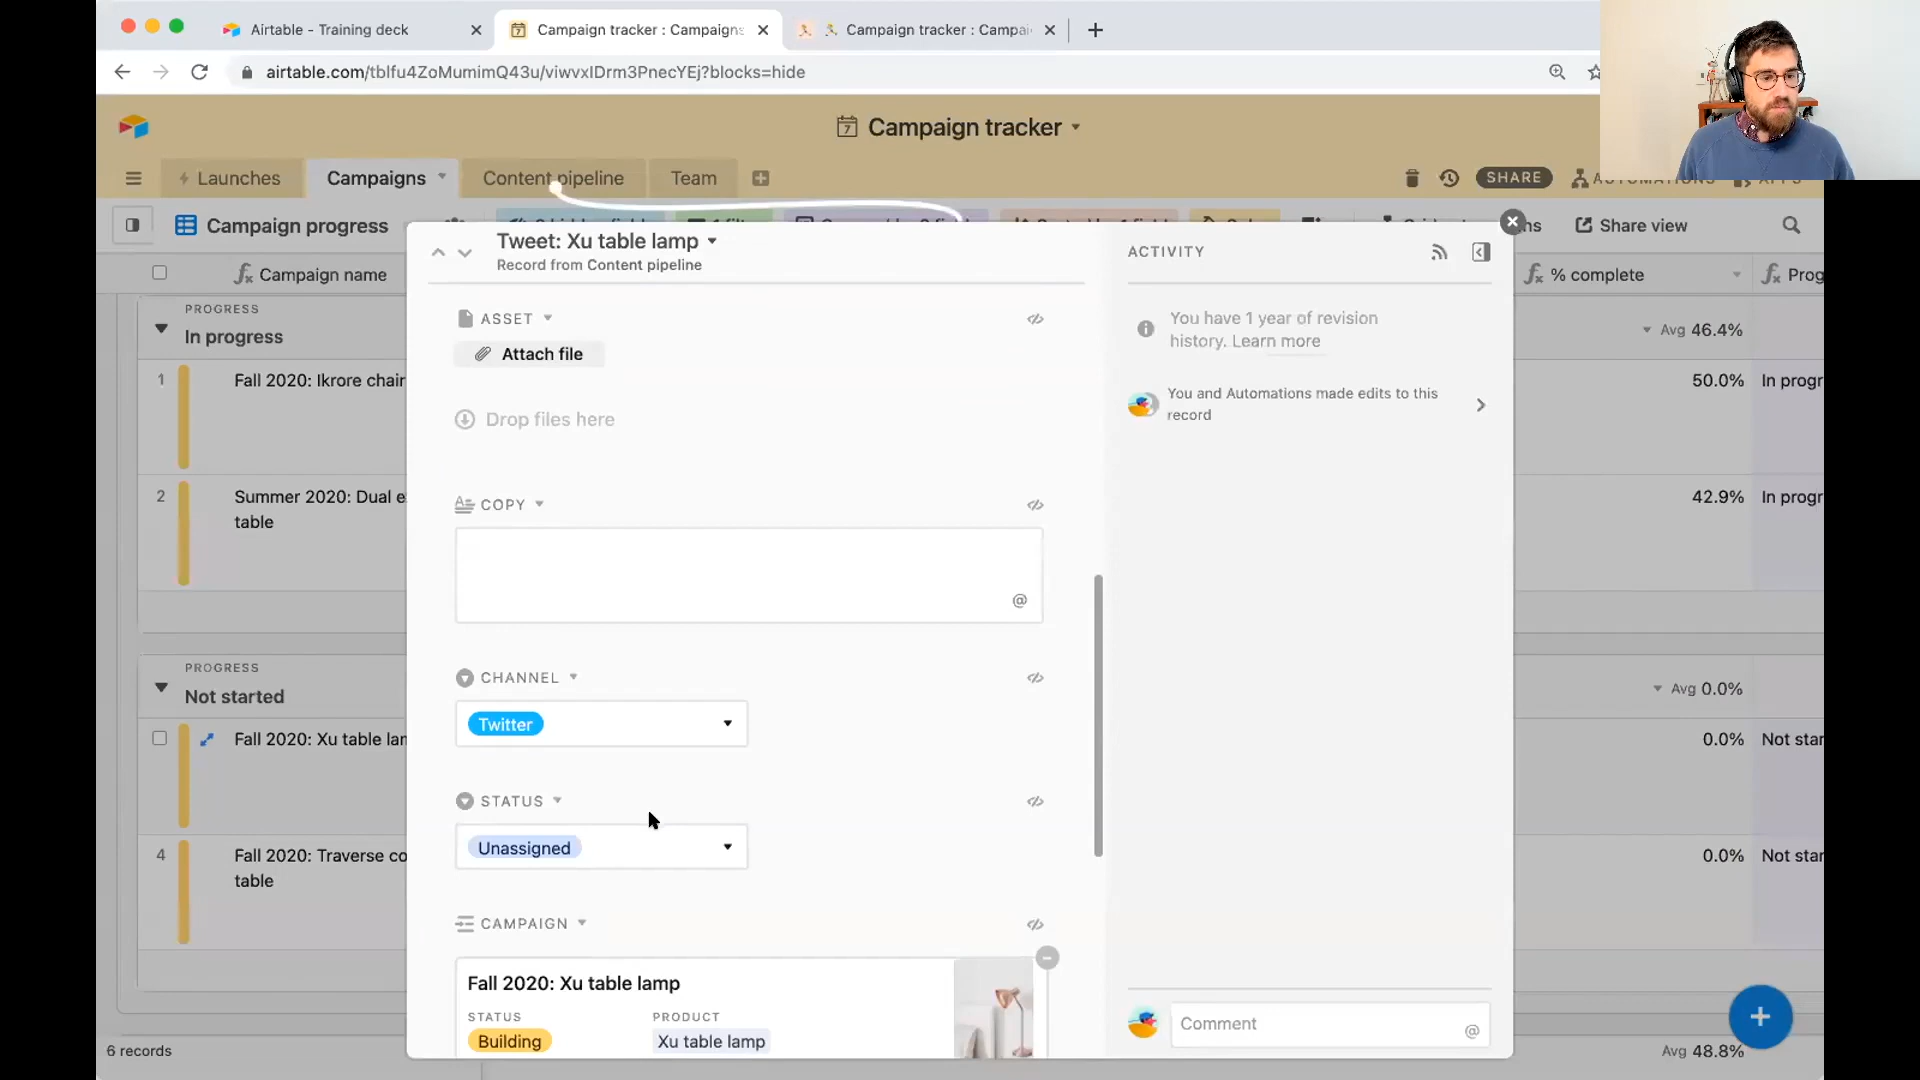 Airtable - Training deck
Campaign tracker : Campaigns
Campaign tracker : Campai
airtable.com/tblfu4ZoMumimQ43u/viwvxIDrm3PnecYEj?blocks=hide
Campaign tracker
Launches
Campaigns
Content pipeline
Team
SHARE
AUTOMATIONS
APPS
Campaign progress
Share view
Campaign name
% complete
Prog
PROGRESS
In progress
Avg 46.4%
1
Fall 2020: Ikrore chair
50.0%
In progr
2
Summer 2020: Dual e
table
42.9%
In progr
PROGRESS
Not started
Avg 0.0%
Fall 2020: Xu table lan
0.0%
Not star
4
Fall 2020: Traverse co
table
0.0%
Not star
6 records
Avg 48.8%
Tweet: Xu table lamp
Record from Content pipeline
ASSET
Attach file
Drop files here
COPY
@
CHANNEL
Twitter
STATUS
Unassigned
CAMPAIGN
Fall 2020: Xu table lamp
STATUS
PRODUCT
Building
Xu table lamp
ACTIVITY
You have 1 year of revision
history. Learn more
You and Automations made edits to this
record
Comment
@